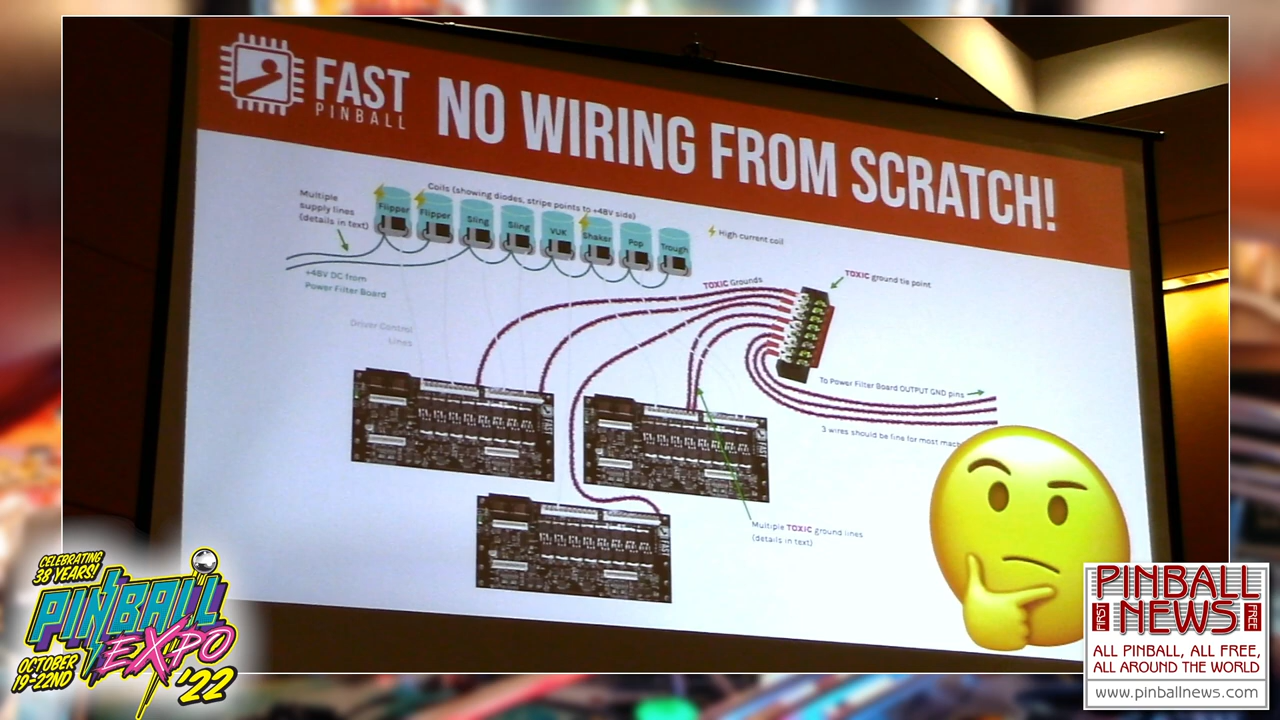 FAST
PINBALL
NO WIRING FROM SCRATCH!
Multiple
supply lines
(details in text)
Coils (showing diodes, stripe points to +48V side)
Flipper
Flipper
Sling
Sling
VUK
Shaker
Pop
Trough
High current coil
+48V DC from
Power Filter Board
TOXIC Grounds
TOXIC ground tie point
Driver Control
Lines
To Power Filter Board OUTPUT GND pins
3 wires should be fine for most
Multiple TOXIC ground lines
(details in text)
CELEBRATING
38 YEARS!
PINBALL
EXPO
OCTOBER
19-22ND
'22
PINBALL
FIRST
NEWS
FREE
ALL PINBALL, ALL FREE,
ALL AROUND THE WORLD
www.pinballnews.com